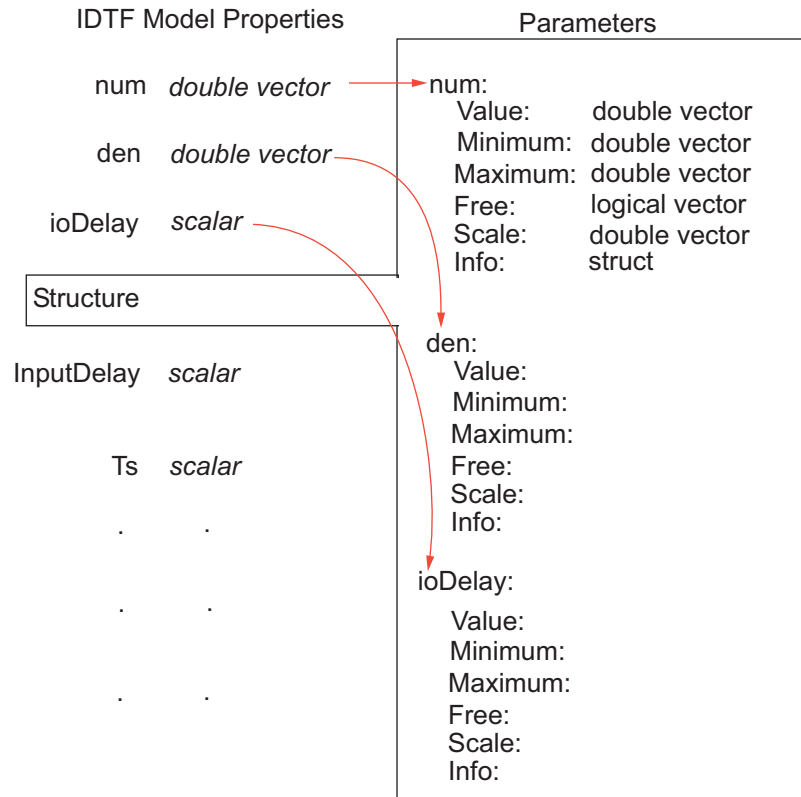 IDTF Model Properties
num double vector
den double vector
ioDelay scalar
Structure
InputDelay scalar
Ts scalar
. .
. .
. .
Parameters
num:
Value: double vector
Minimum: double vector
Maximum: double vector
Free: logical vector
Scale: double vector
Info: struct
den:
Value:
Minimum:
Maximum:
Free:
Scale:
Info:
ioDelay:
Value:
Minimum:
Maximum:
Free:
Scale:
Info: